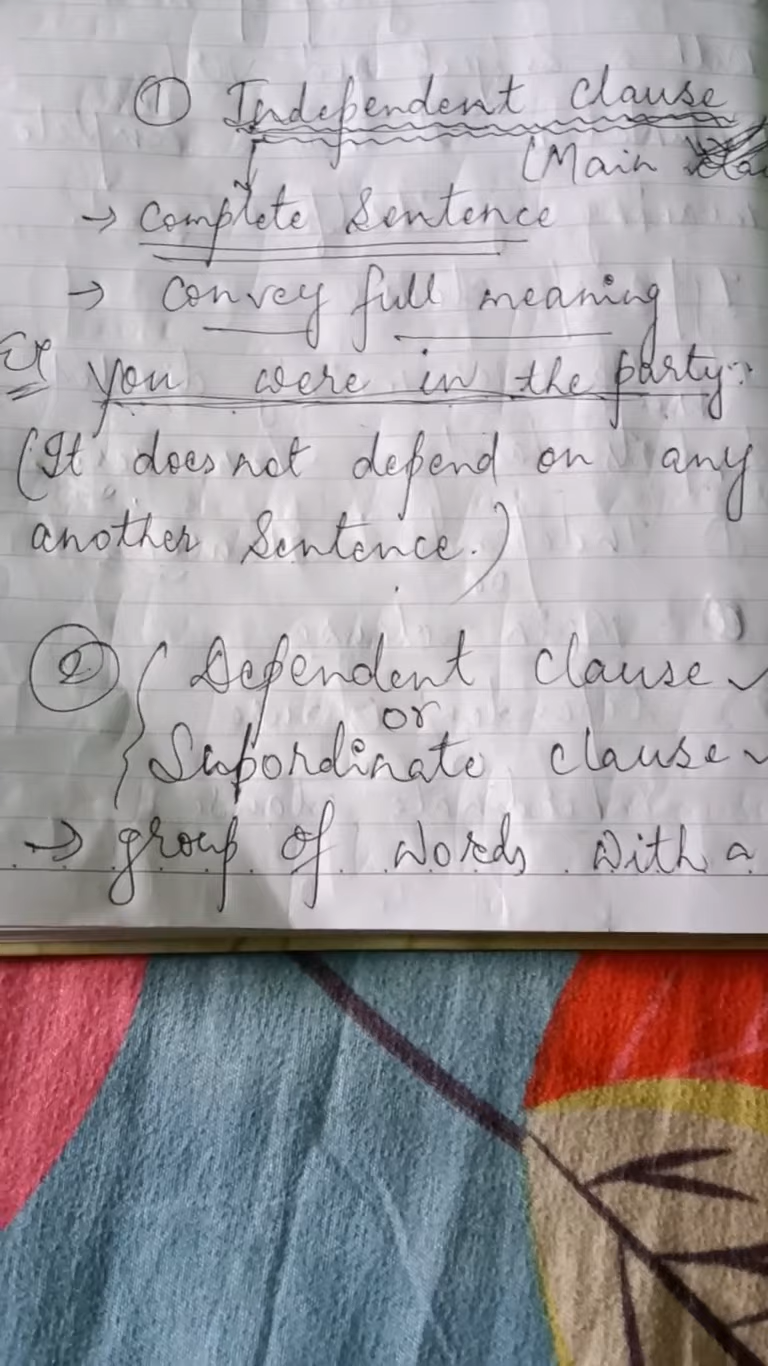 ① Independent clause
(Main
→ Complete Sentence
→ Convey full meaning
Eg you were in the party.
(It does not depend on any
another Sentence.)
② { Dependent clause ✓
or
Subordinate clause ✓
→ group of words with a